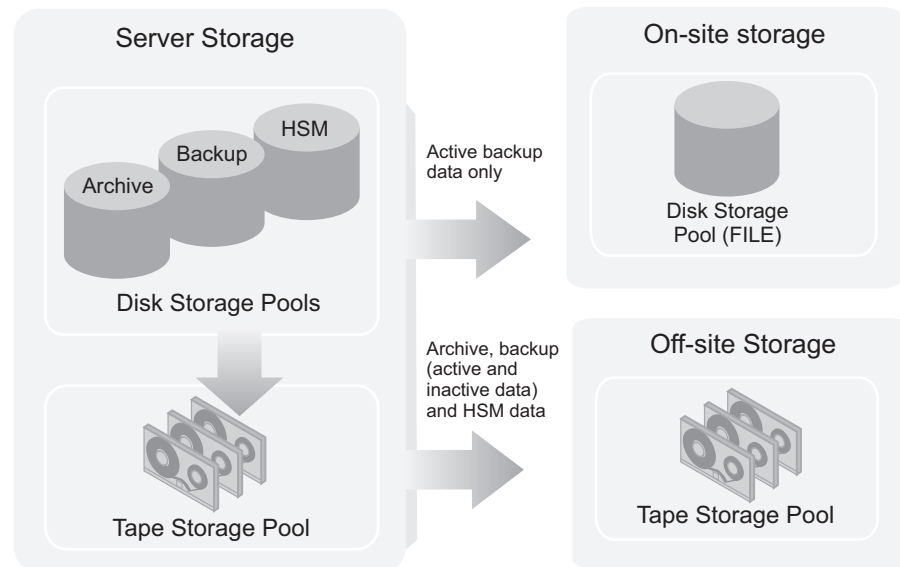 Server Storage
HSM
Backup
Archive
Disk Storage Pools
Tape Storage Pool
Active backup
data only
Archive, backup
(active and
inactive data)
and HSM data
On-site storage
Disk Storage
Pool (FILE)
Off-site Storage
Tape Storage Pool